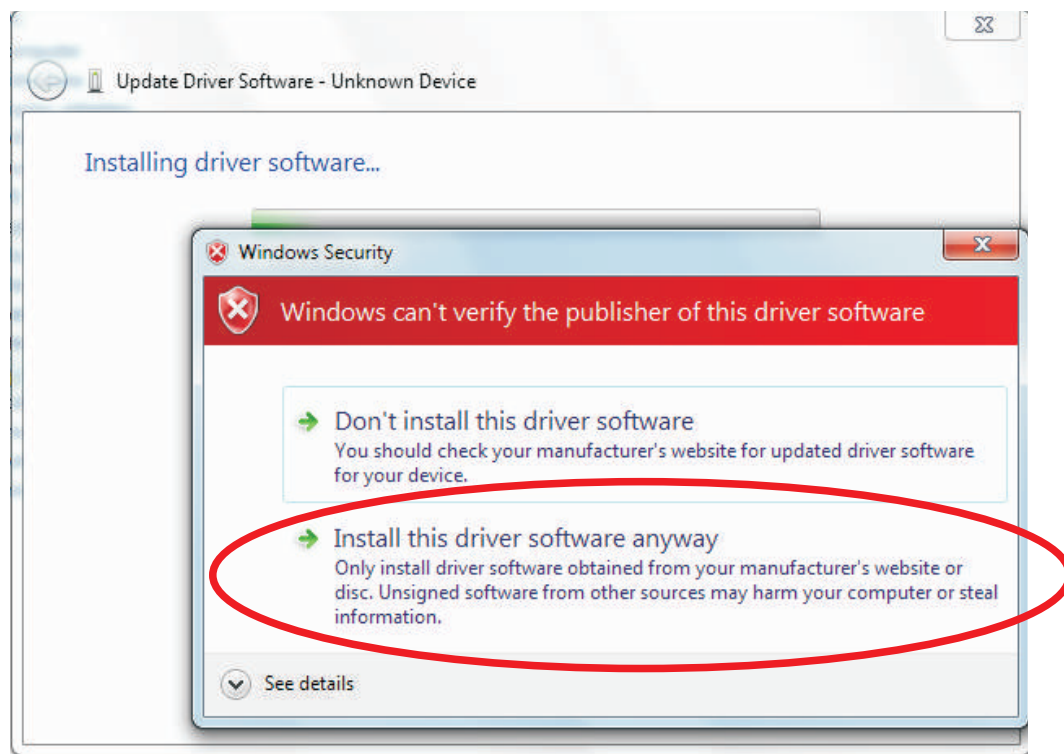 Update Driver Software - Unknown Device
Installing driver software...
Windows Security
Windows can't verify the publisher of this driver software
Don't install this driver software
You should check your manufacturer's website for updated driver software
for your device.
Install this driver software anyway
Only install driver software obtained from your manufacturer's website or
disc. Unsigned software from other sources may harm your computer or steal
information.
See details